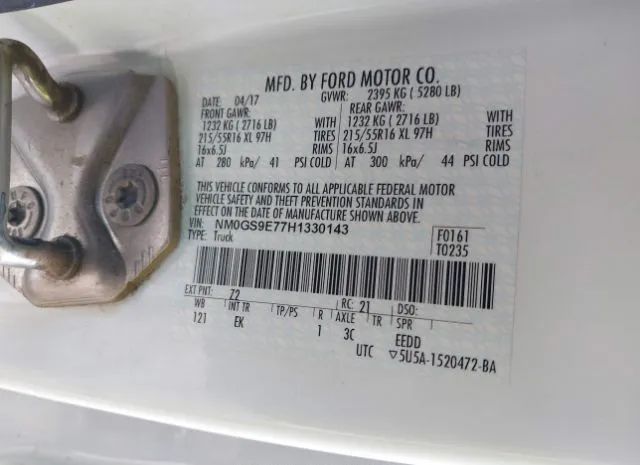 MFD. BY FORD MOTOR CO.
DATE: 04/17 GVWR: 2395 KG ( 5280 LB)
FRONT GAWR: REAR GAWR:
1232 KG ( 2716 LB) WITH 1232 KG ( 2716 LB) WITH
215/55R16 XL 97H TIRES 215/55R16 XL 97H TIRES
16x6.5J RIMS 16x6.5J RIMS
AT 280 kPa/ 41 PSI COLD AT 300 kPa/ 44 PSI COLD
THIS VEHICLE CONFORMS TO ALL APPLICABLE FEDERAL MOTOR
VEHICLE SAFETY AND THEFT PREVENTION STANDARDS IN
EFFECT ON THE DATE OF MANUFACTURE SHOWN ABOVE.
VIN: NM0GS9E77H1330143 F0161
TYPE: Truck T0235
EXT PNT: Z2 RC: 21 DSO:
WB INT TR TP/PS R AXLE TR SPR
121 EK 1 3C EEDD
UTC ▽5U5A-1520472-BA